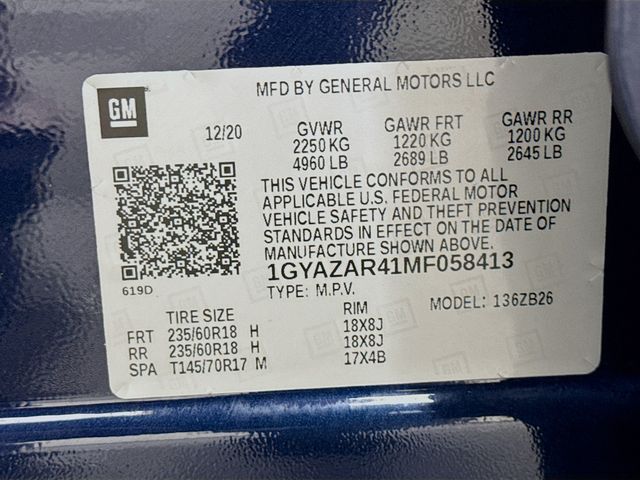 MFD BY GENERAL MOTORS LLC
GM
12/20 GVWR GAWR FRT GAWR RR
2250 KG 1220 KG 1200 KG
4960 LB 2689 LB 2645 LB
THIS VEHICLE CONFORMS TO ALL
APPLICABLE U.S. FEDERAL MOTOR
VEHICLE SAFETY AND THEFT PREVENTION
STANDARDS IN EFFECT ON THE DATE OF
MANUFACTURE SHOWN ABOVE.
619D
1GYAZAR41MF058413
TYPE: M.P.V. MODEL: 136ZB26
TIRE SIZE RIM
FRT 235/60R18 H 18X8J
RR 235/60R18 H 18X8J
SPA T145/70R17 M 17X4B